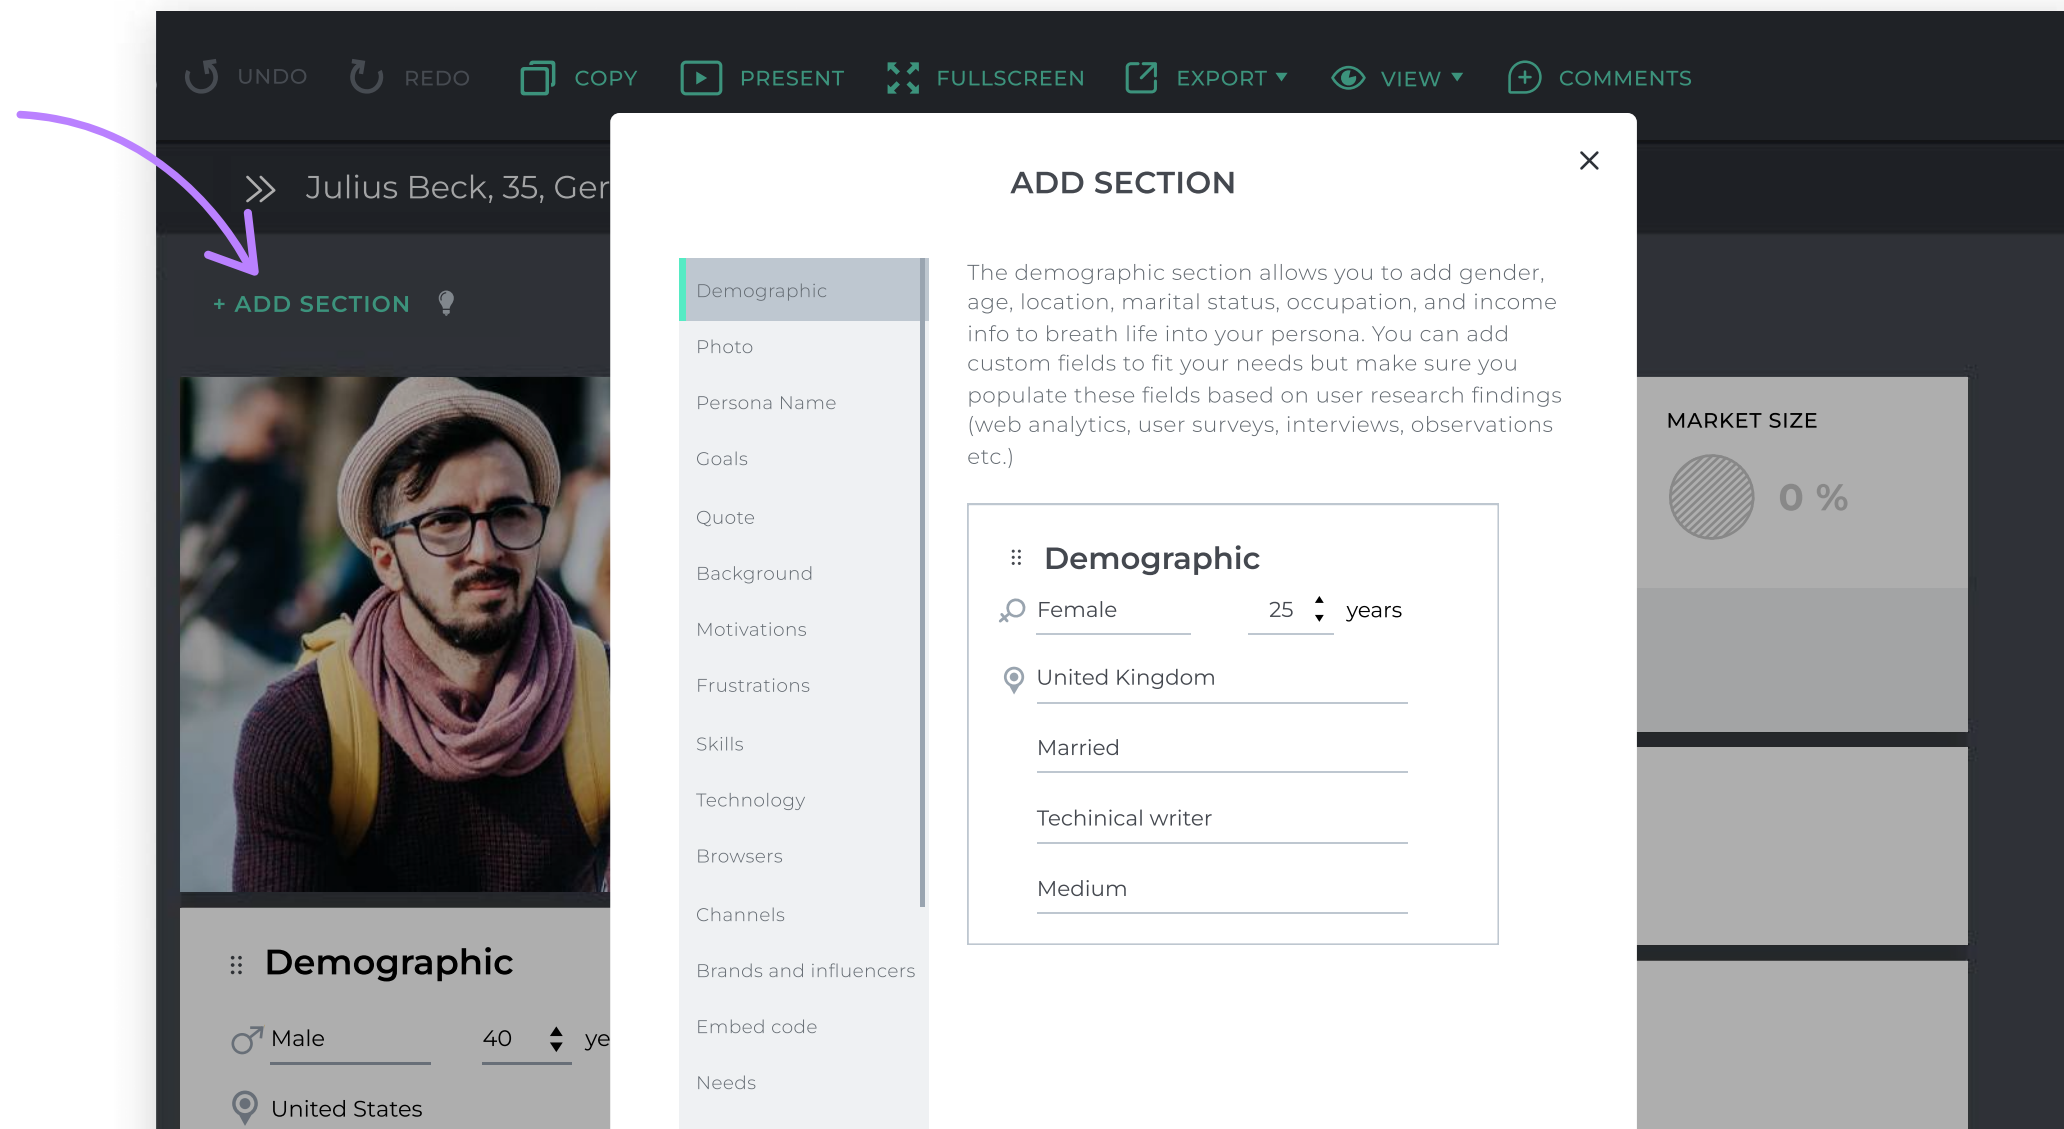 UNDO
REDO
COPY
PRESENT
FULLSCREEN
EXPORT
VIEW
COMMENTS
Julius Beck, 35, Ger
+ ADD SECTION
ADD SECTION
Demographic
Photo
Persona Name
Goals
Quote
Background
Motivations
Frustrations
Skills
Technology
Browsers
Channels
Brands and influencers
Embed code
Needs
The demographic section allows you to add gender,
age, location, marital status, occupation, and income
info to breath life into your persona. You can add
custom fields to fit your needs but make sure you
populate these fields based on user research findings
(web analytics, user surveys, interviews, observations
etc.)
Demographic
Female 25 years
United Kingdom
Married
Techinical writer
Medium
MARKET SIZE
0 %
Demographic
Male 40 ye
United States